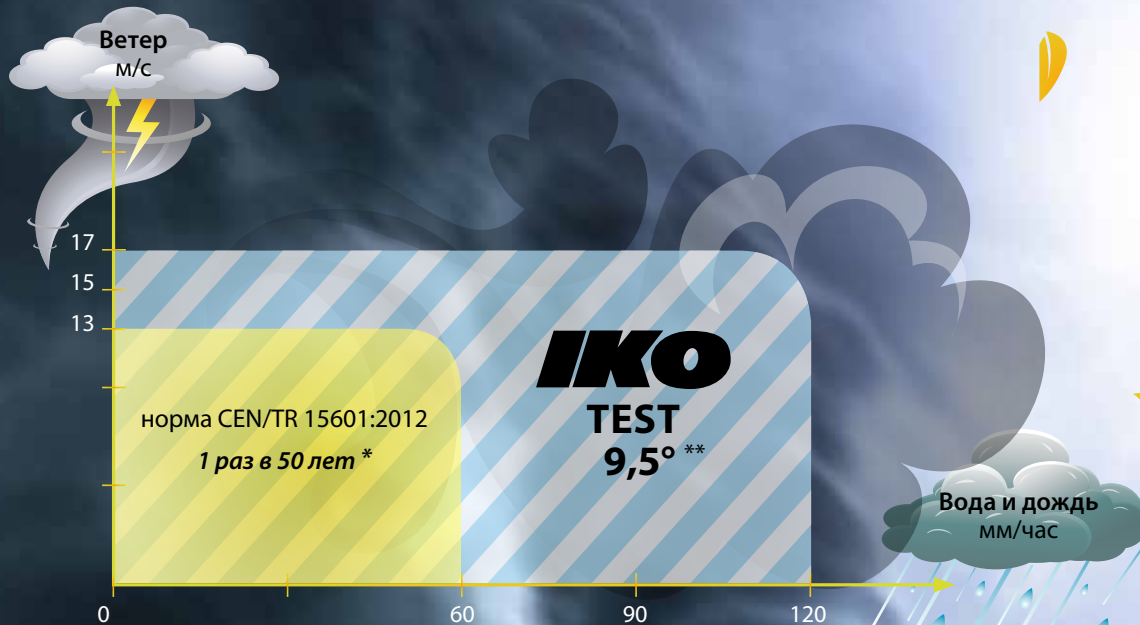 Ветер
м/с
17
15
13
норма CEN/TR 15601:2012
1 раз в 50 лет *
IKO
TEST
9,5° **
Вода и дождь
мм/час
0
60
90
120